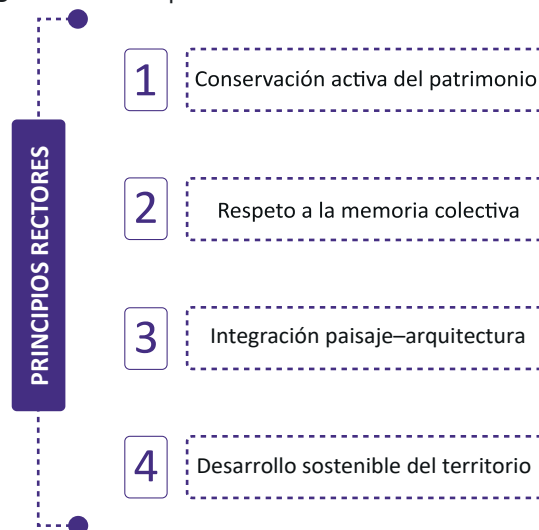 PRINCIPIOS RECTORES
1
Conservación activa del patrimonio
2
Respeto a la memoria colectiva
3
Integración paisaje–arquitectura
4
Desarrollo sostenible del territorio